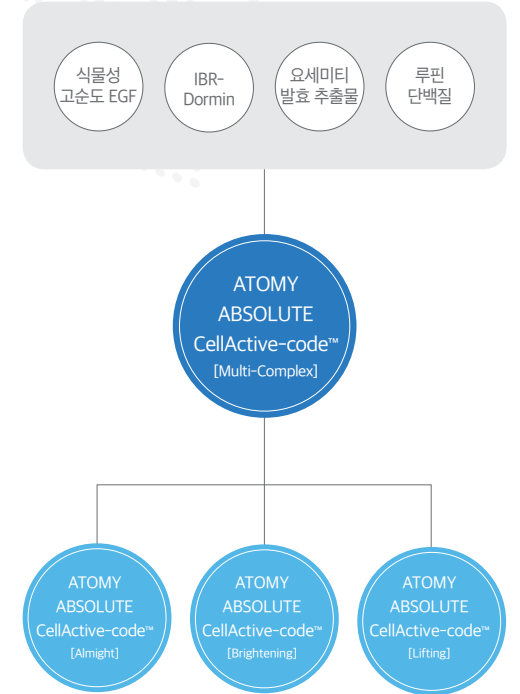 식물성
고순도 EGF
IBR-
Dormin
요세미티
발효 추출물
루핀
단백질
ATOMY
ABSOLUTE
CellActive-code™
[Multi-Complex]
ATOMY
ABSOLUTE
CellActive-code™
[Almight]
ATOMY
ABSOLUTE
CellActive-code™
[Brightening]
ATOMY
ABSOLUTE
CellActive-code™
[Lifting]